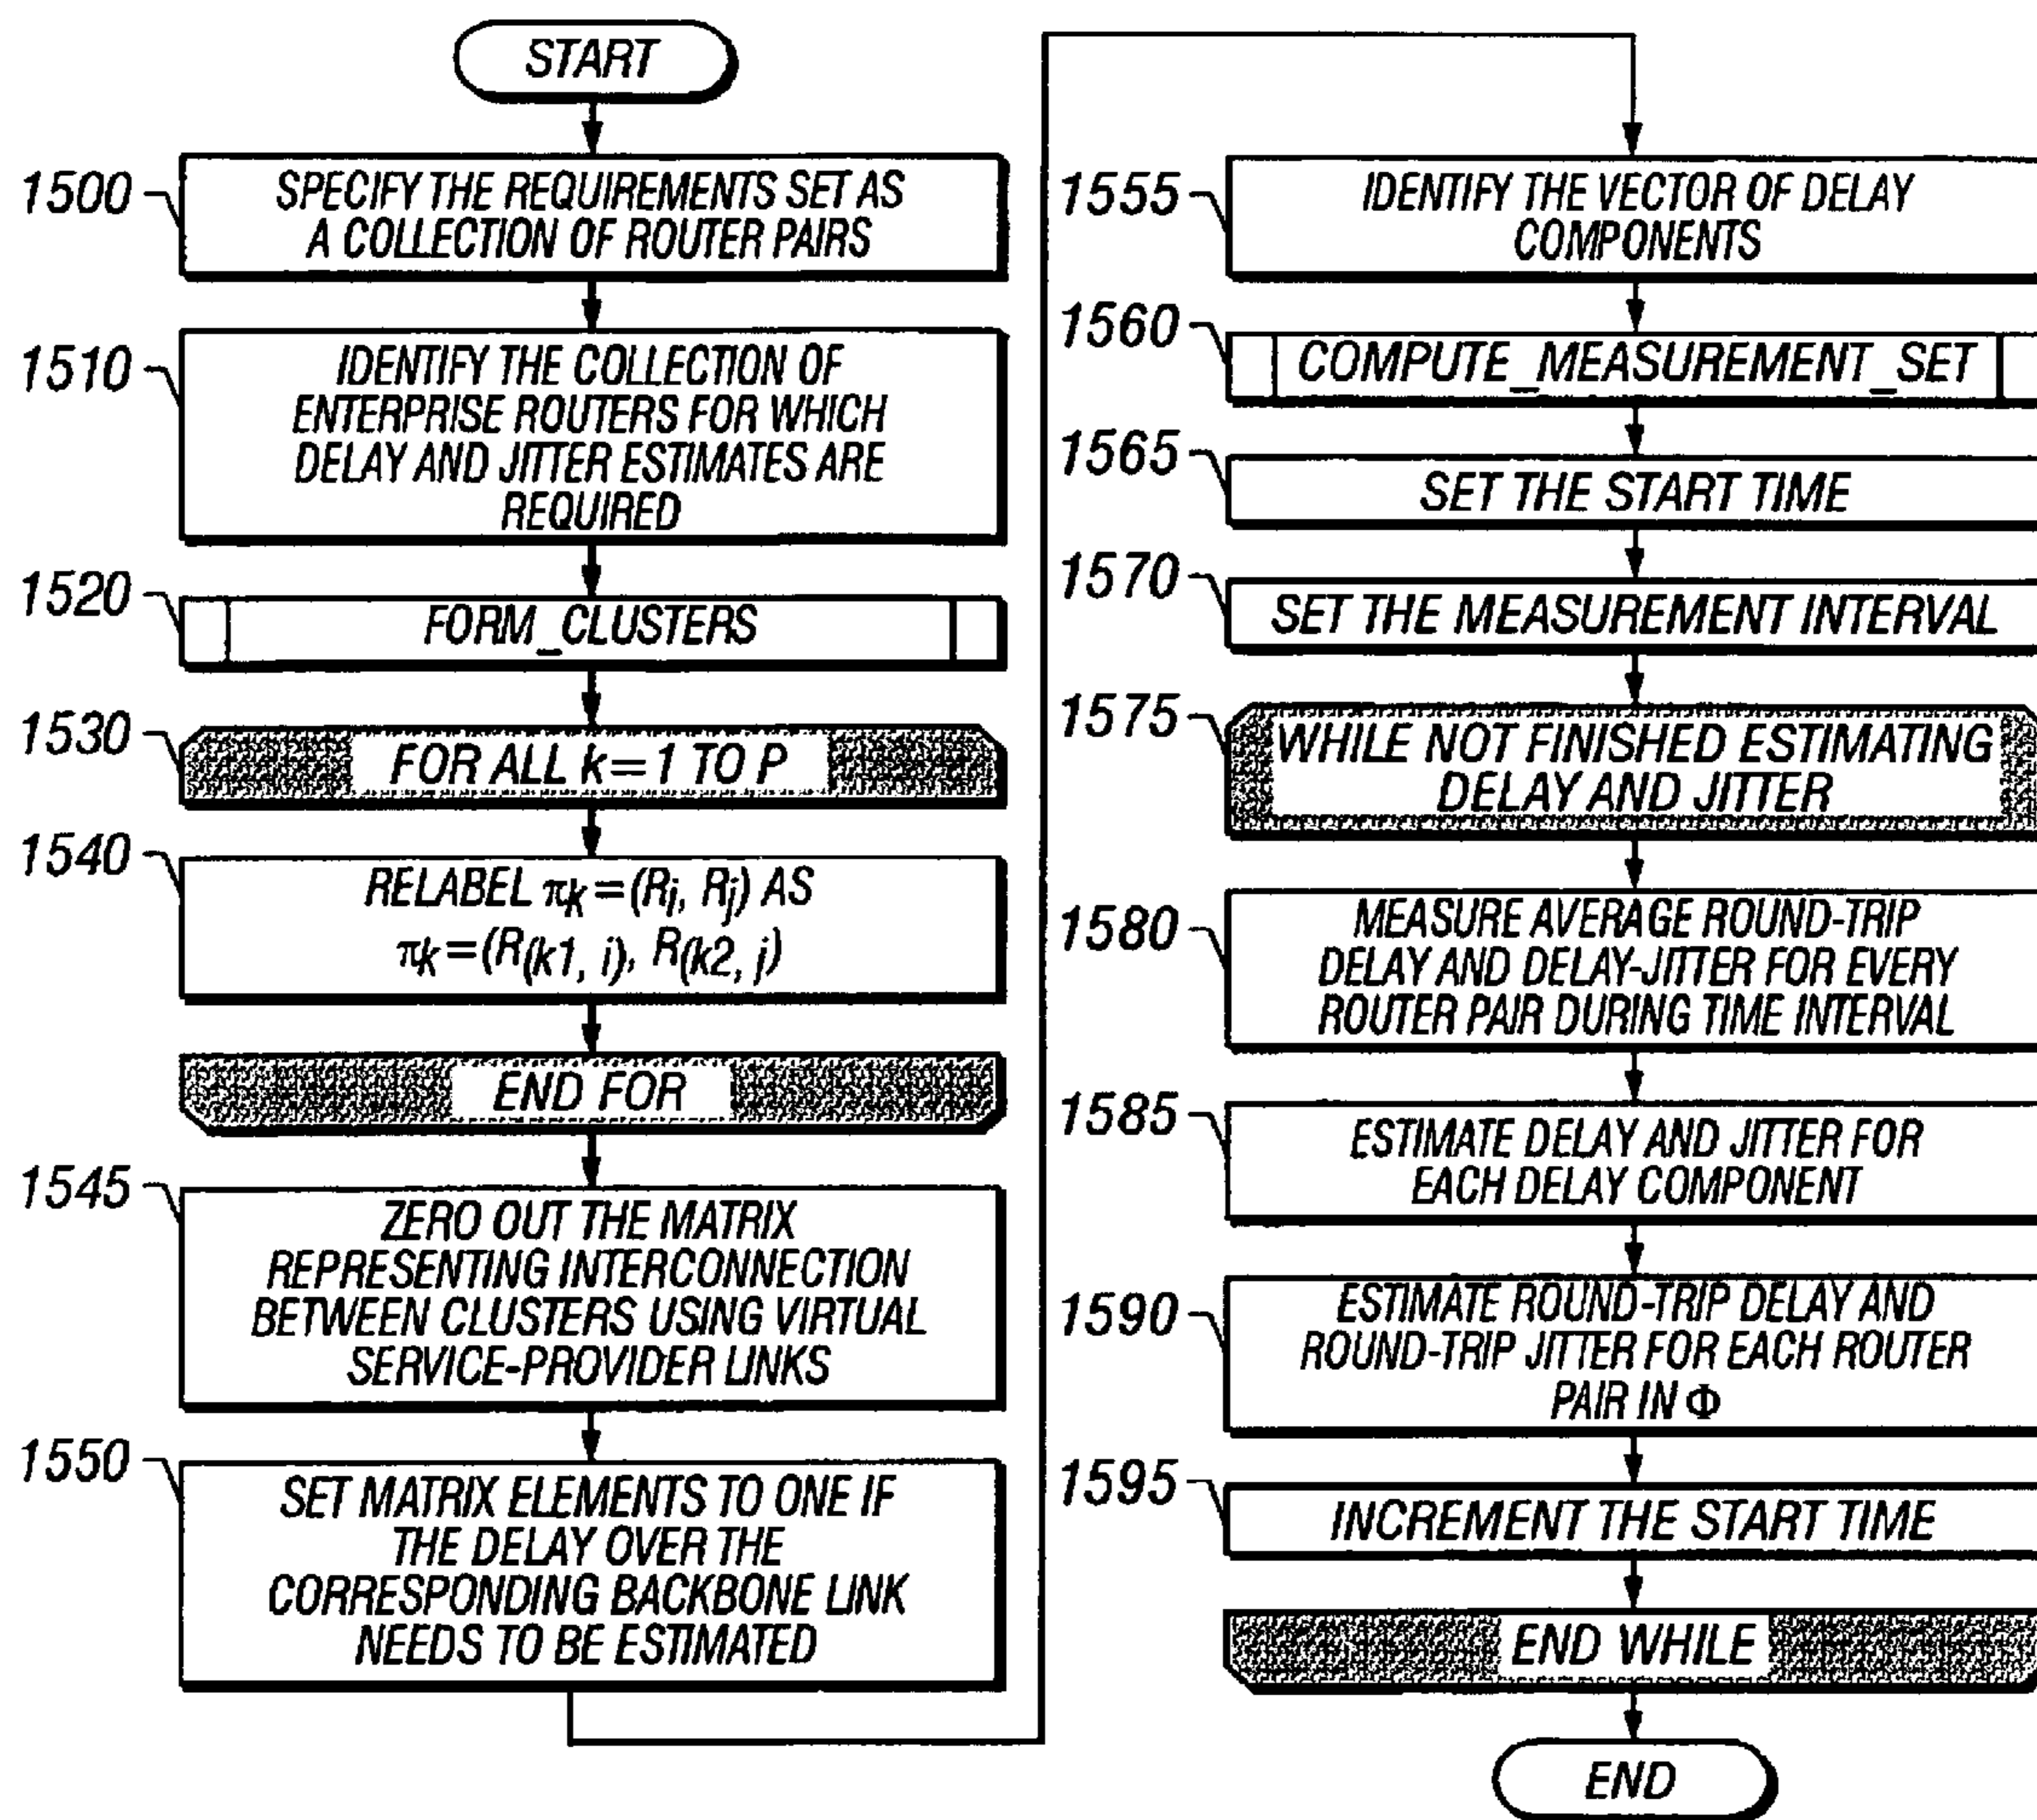 START
1500
SPECIFY THE REQUIREMENTS SET AS
A COLLECTION OF ROUTER PAIRS
1510
IDENTIFY THE COLLECTION OF
ENTERPRISE ROUTERS FOR WHICH
DELAY AND JITTER ESTIMATES ARE
REQUIRED
1520
FORM_CLUSTERS
1530
FOR ALL k=1 TO P
1540
RELABEL πk=(Ri, Rj) AS
πk=(R(k1, i), R(k2, j)
END FOR
1545
ZERO OUT THE MATRIX
REPRESENTING INTERCONNECTION
BETWEEN CLUSTERS USING VIRTUAL
SERVICE-PROVIDER LINKS
1550
SET MATRIX ELEMENTS TO ONE IF
THE DELAY OVER THE
CORRESPONDING BACKBONE LINK
NEEDS TO BE ESTIMATED
1555
IDENTIFY THE VECTOR OF DELAY
COMPONENTS
1560
COMPUTE_MEASUREMENT_SET
1565
SET THE START TIME
1570
SET THE MEASUREMENT INTERVAL
1575
WHILE NOT FINISHED ESTIMATING
DELAY AND JITTER
1580
MEASURE AVERAGE ROUND-TRIP
DELAY AND DELAY-JITTER FOR EVERY
ROUTER PAIR DURING TIME INTERVAL
1585
ESTIMATE DELAY AND JITTER FOR
EACH DELAY COMPONENT
1590
ESTIMATE ROUND-TRIP DELAY AND
ROUND-TRIP JITTER FOR EACH ROUTER
PAIR IN Φ
1595
INCREMENT THE START TIME
END WHILE
END